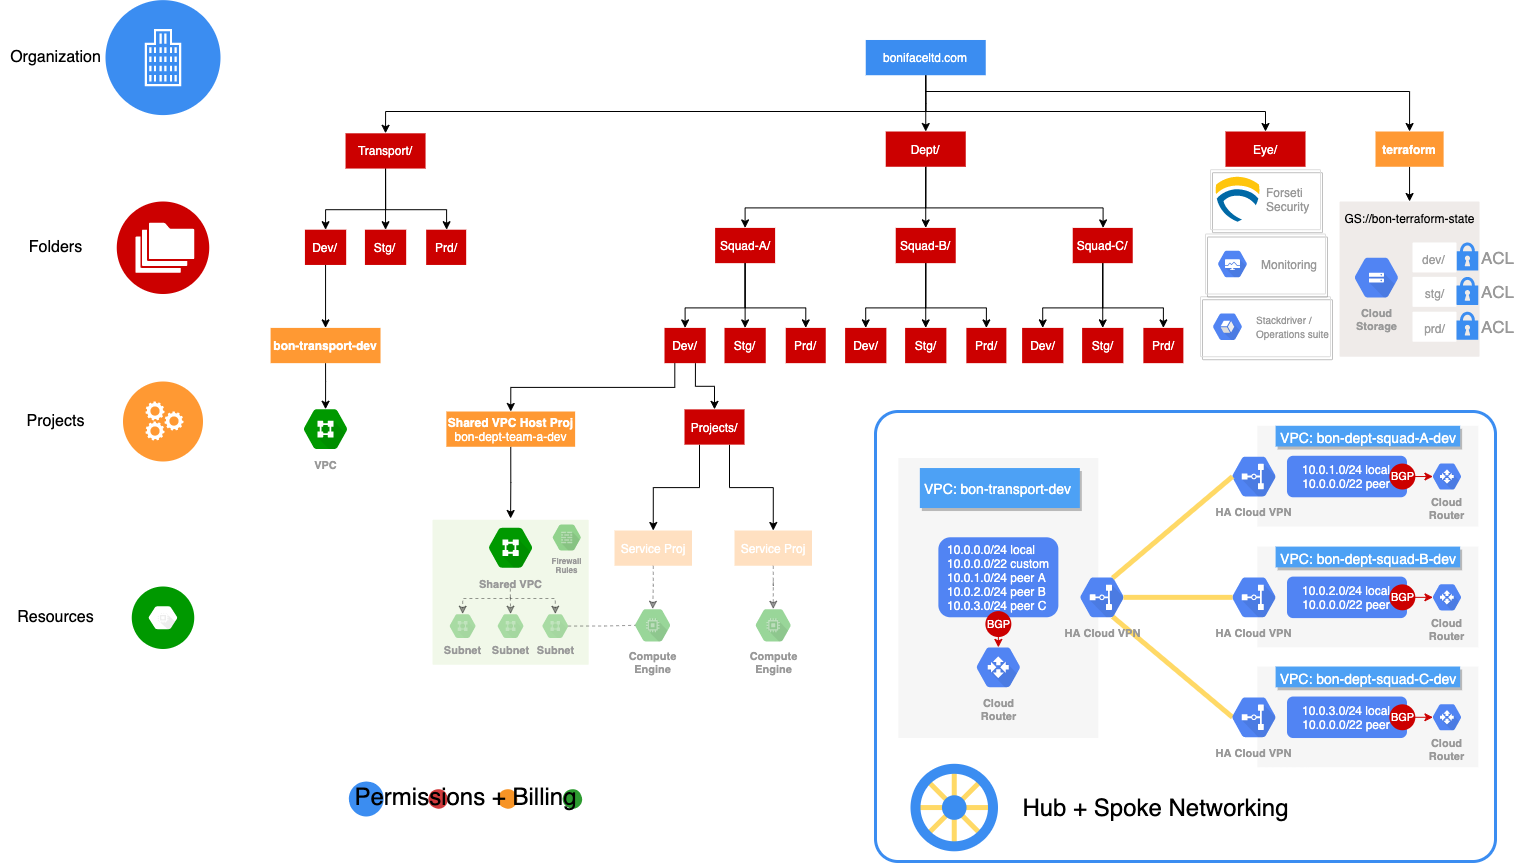 Organization
bonifaceltd.com
Transport/
Dept/
Eye/
terraform
Forseti
Security
Folders
Dev/
Stg/
Prd/
Squad-A/
Squad-B/
Squad-C/
Monitoring
GS://bon-terraform-state
dev/
ACL
stg/
ACL
prd/
ACL
Cloud
Storage
Stackdriver /
Operations suite
bon-transport-dev
Dev/
Stg/
Prd/
Dev/
Stg/
Prd/
Dev/
Stg/
Prd/
Projects
VPC
Shared VPC Host Proj
bon-dept-team-a-dev
Projects/
Shared VPC
Firewall
Rules
Service Proj
Service Proj
Resources
Subnet
Subnet
Subnet
Compute
Engine
Compute
Engine
VPC: bon-transport-dev
10.0.0.0/24 local
10.0.0.0/22 custom
10.0.1.0/24 peer A
10.0.2.0/24 peer B
10.0.3.0/24 peer C
BGP
Cloud
Router
HA Cloud VPN
VPC: bon-dept-squad-A-dev
10.0.1.0/24 local
10.0.0.0/22 peer
BGP
HA Cloud VPN
Cloud
Router
VPC: bon-dept-squad-B-dev
10.0.2.0/24 local
10.0.0.0/22 peer
BGP
HA Cloud VPN
Cloud
Router
VPC: bon-dept-squad-C-dev
10.0.3.0/24 local
10.0.0.0/22 peer
BGP
HA Cloud VPN
Cloud
Router
Permissions + Billing
Hub + Spoke Networking